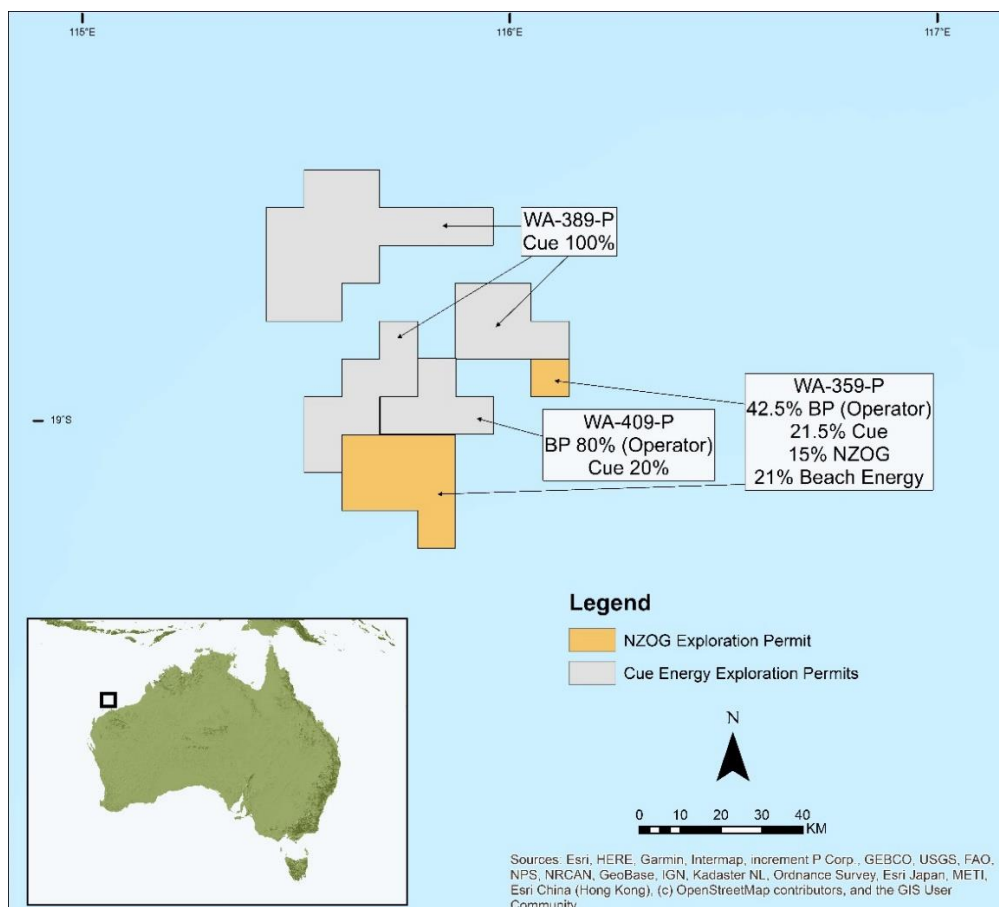 115°E
116°E
117°E
WA-389-P
Cue 100%
19°S
WA-409-P
BP 80% (Operator)
Cue 20%
WA-359-P
42.5% BP (Operator)
21.5% Cue
15% NZOG
21% Beach Energy
Legend
NZOG Exploration Permit
Cue Energy Exploration Permits
N
0 10 20 30 40
KM
Sources: Esri, HERE, Garmin, Intermap, increment P Corp., GEBCO, USGS, FAO,
NPS, NRCAN, GeoBase, IGN, Kadaster NL, Ordnance Survey, Esri Japan, METI,
Esri China (Hong Kong), (c) OpenStreetMap contributors, and the GIS User
Community